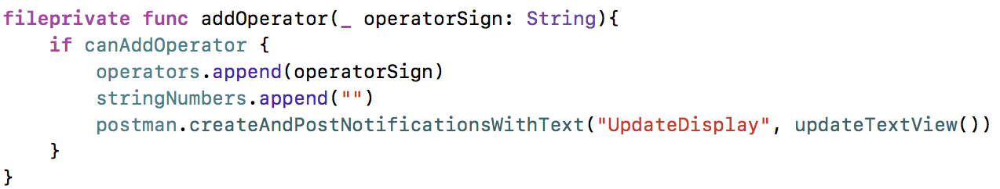 fileprivate func addOperator(_ operatorSign: String){
    if canAddOperator {
        operators.append(operatorSign)
        stringNumbers.append("")
        postman.createAndPostNotificationsWithText("UpdateDisplay", updateTextView())
    }
}